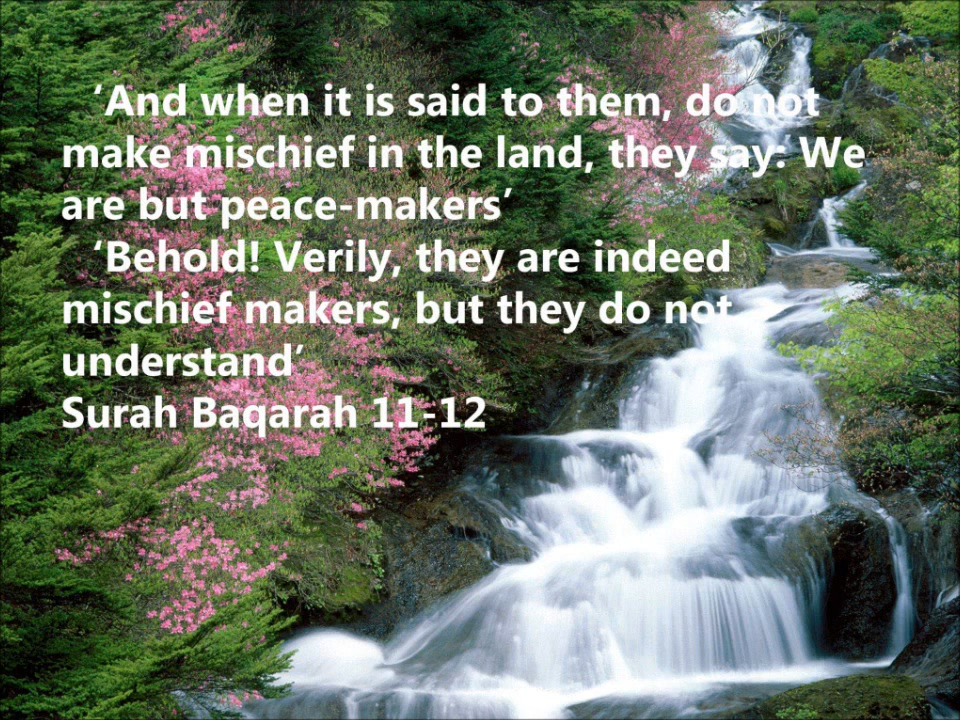 ‘And when it is said to them, do not
make mischief in the land, they say: We
are but peace-makers’
‘Behold! Verily, they are indeed
mischief makers, but they do not
understand’
Surah Baqarah 11-12